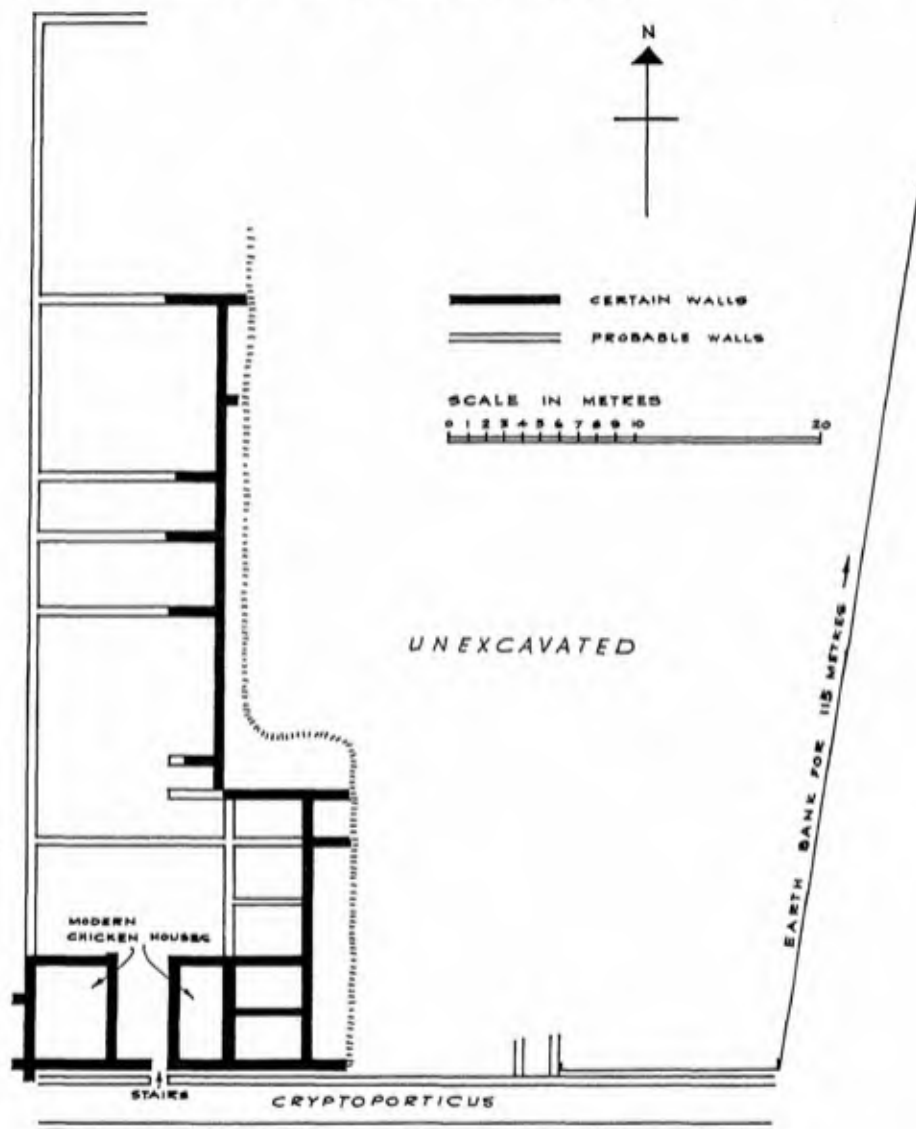 N
CERTAIN WALLS
PROBABLE WALLS
SCALE IN METRES
0 1 2 3 4 5 6 7 8 9 10 20
UNEXCAVATED
EARTH BANK FOR 115 METRES
MODERN
CHICKEN HOUSES
STAIRS
CRYPTOPORTICUS